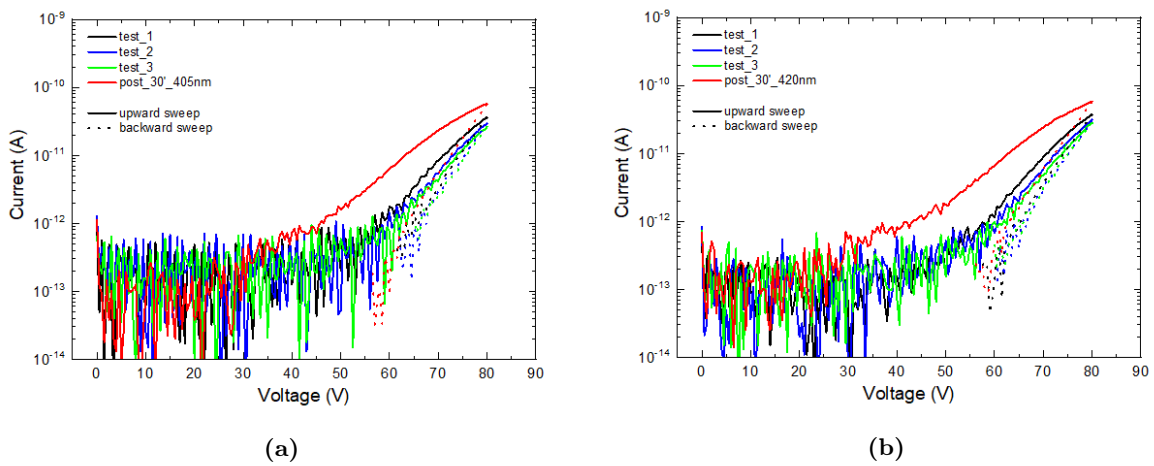 10⁻⁹
10⁻¹⁰
10⁻¹¹
10⁻¹²
10⁻¹³
10⁻¹⁴
Current (A)
test_1
test_2
test_3
post_30'_405nm
upward sweep
backward sweep
0 10 20 30 40 50 60 70 80 90
Voltage (V)
(a)
10⁻⁹
10⁻¹⁰
10⁻¹¹
10⁻¹²
10⁻¹³
10⁻¹⁴
Current (A)
test_1
test_2
test_3
post_30'_420nm
upward sweep
backward sweep
0 10 20 30 40 50 60 70 80 90
Voltage (V)
(b)